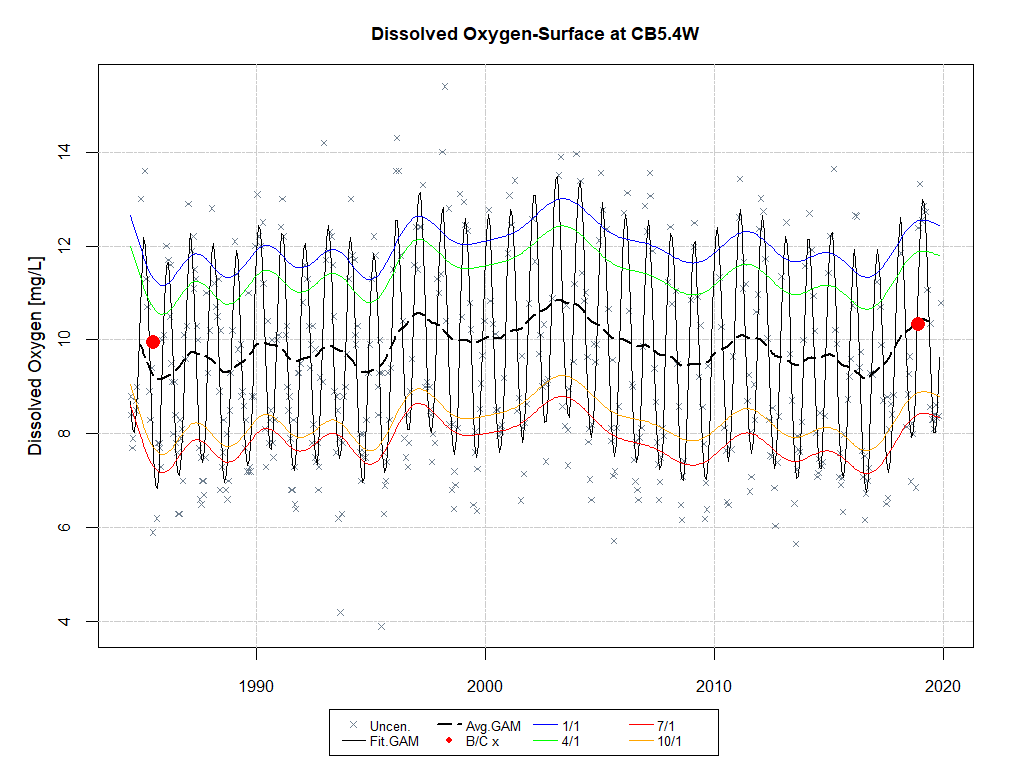 Dissolved Oxygen-Surface at CB5.4W
Dissolved Oxygen [mg/L]
14
12
10
8
6
4
1990 2000 2010 2020
Uncen. Avg.GAM 1/1 7/1
Fit.GAM B/C x 4/1 10/1